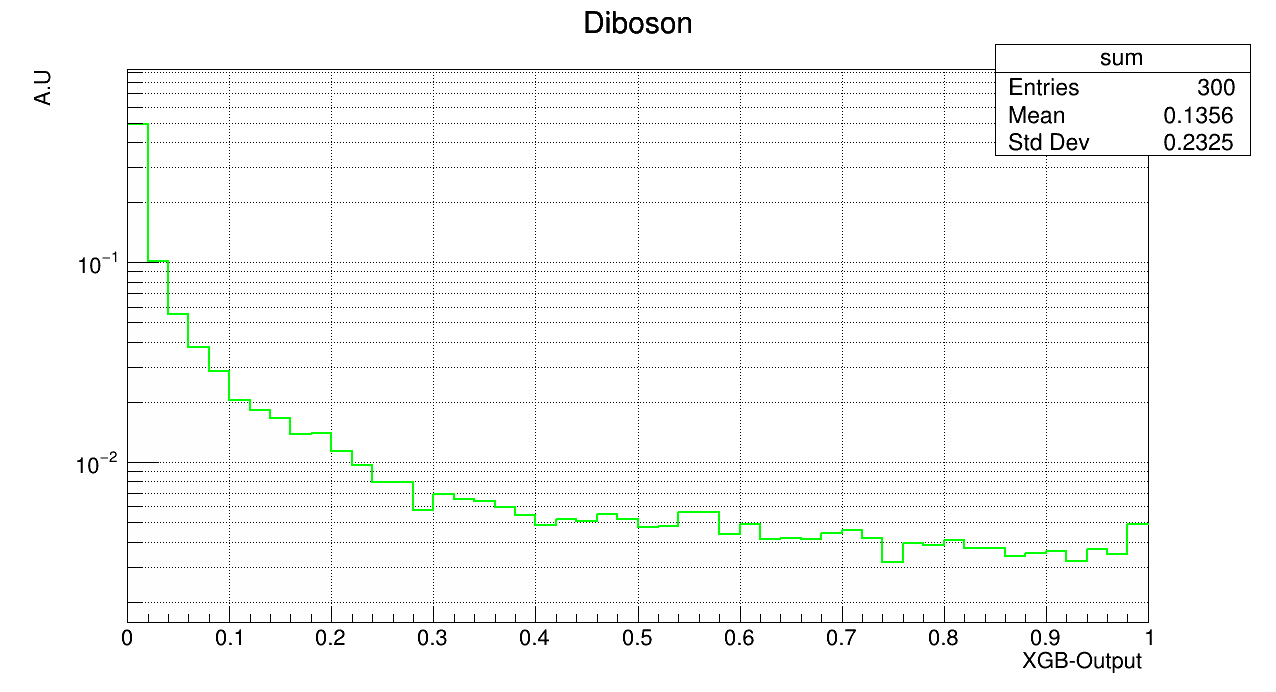 Diboson
A.U
sum
Entries 300
Mean 0.1356
Std Dev 0.2325
10⁻¹
10⁻²
0 0.1 0.2 0.3 0.4 0.5 0.6 0.7 0.8 0.9 1
XGB-Output